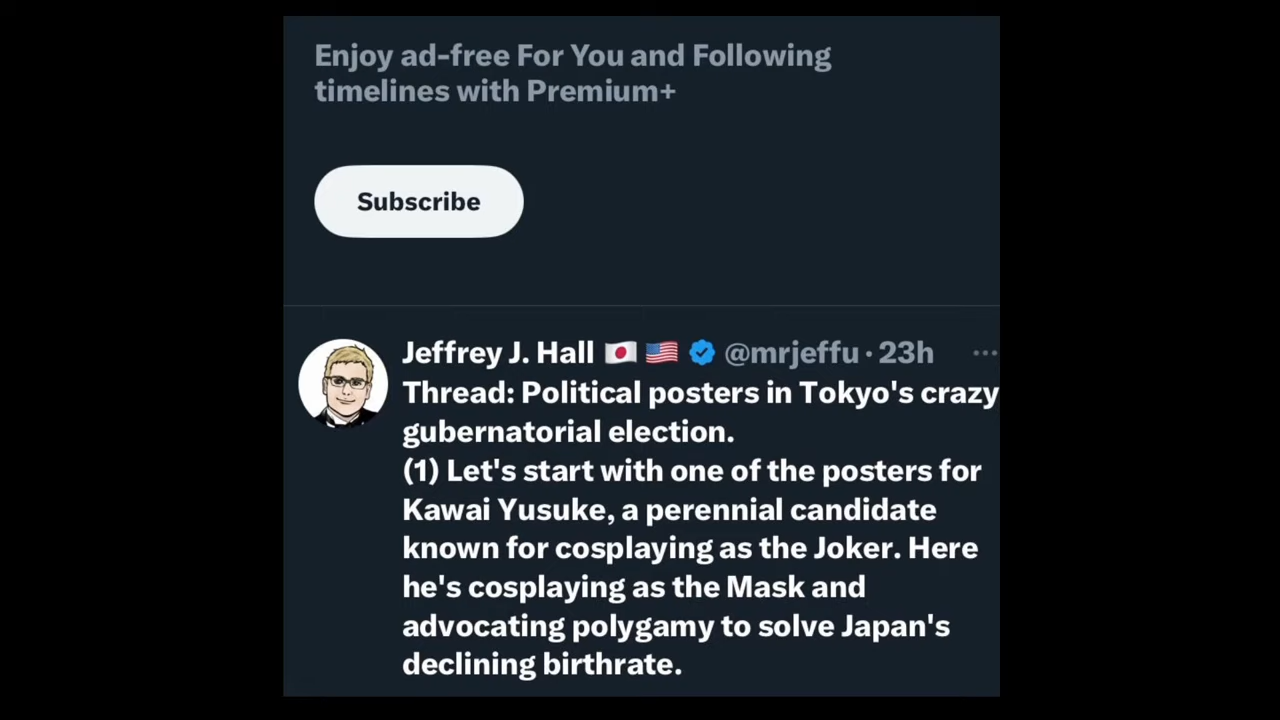 Enjoy ad-free For You and Following
timelines with Premium+
Subscribe
Jeffrey J. Hall 🇯🇵 🇺🇸 @mrjeffu · 23h ...
Thread: Political posters in Tokyo's crazy
gubernatorial election.
(1) Let's start with one of the posters for
Kawai Yusuke, a perennial candidate
known for cosplaying as the Joker. Here
he's cosplaying as the Mask and
advocating polygamy to solve Japan's
declining birthrate.